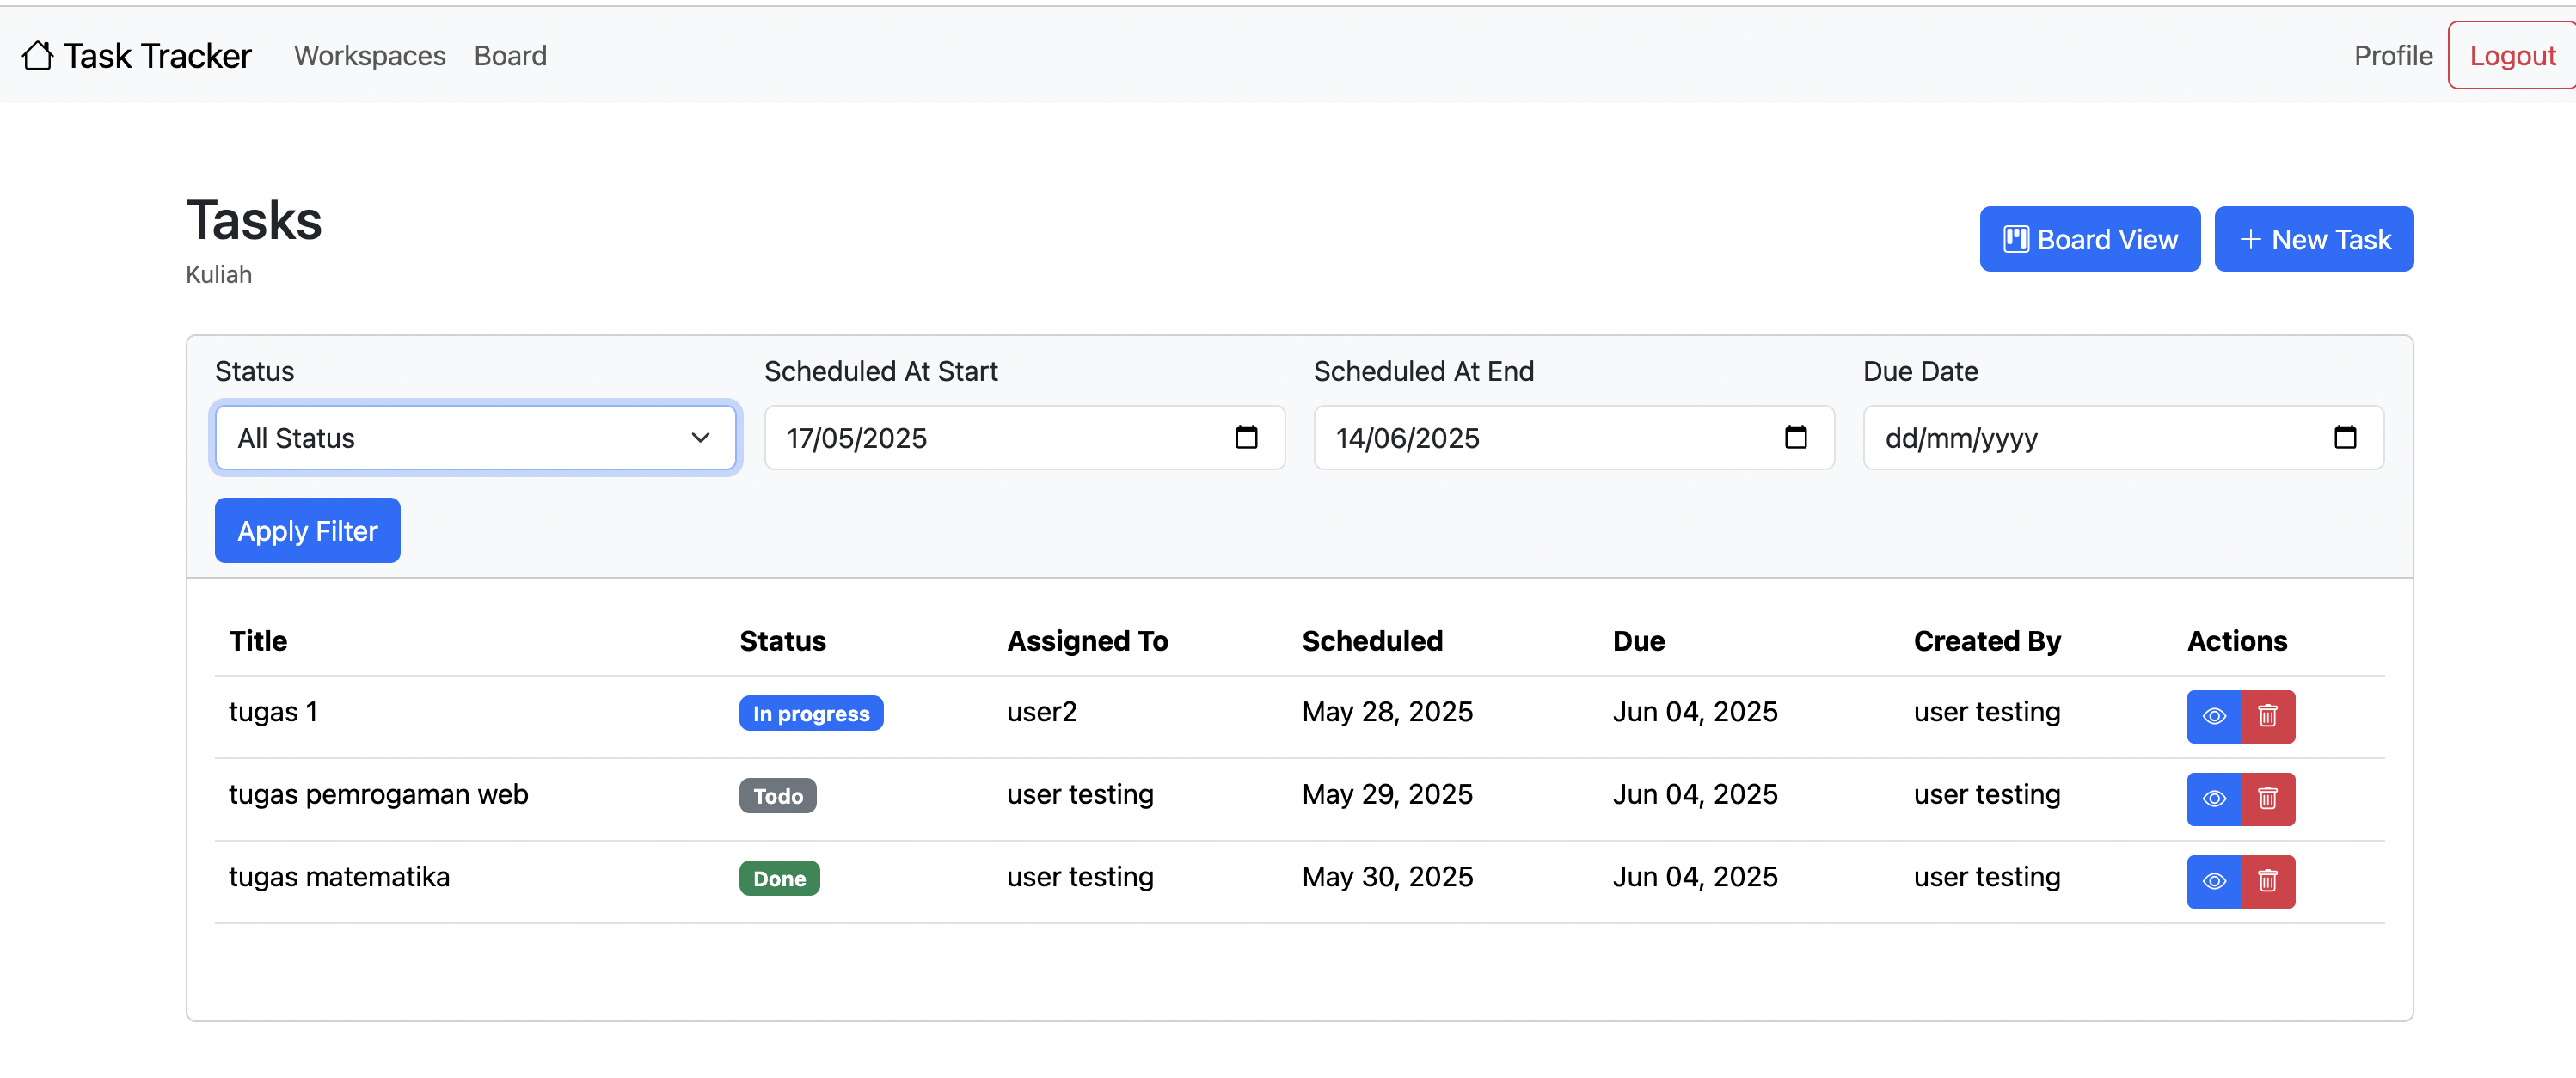 Task Tracker Workspaces Board Profile Logout
Tasks
Kuliah
Board View New Task
Status Scheduled At Start Scheduled At End Due Date
All Status 17/05/2025 14/06/2025 dd/mm/yyyy
Apply Filter
Title Status Assigned To Scheduled Due Created By Actions
tugas 1 In progress user2 May 28, 2025 Jun 04, 2025 user testing
tugas pemrogaman web Todo user testing May 29, 2025 Jun 04, 2025 user testing
tugas matematika Done user testing May 30, 2025 Jun 04, 2025 user testing